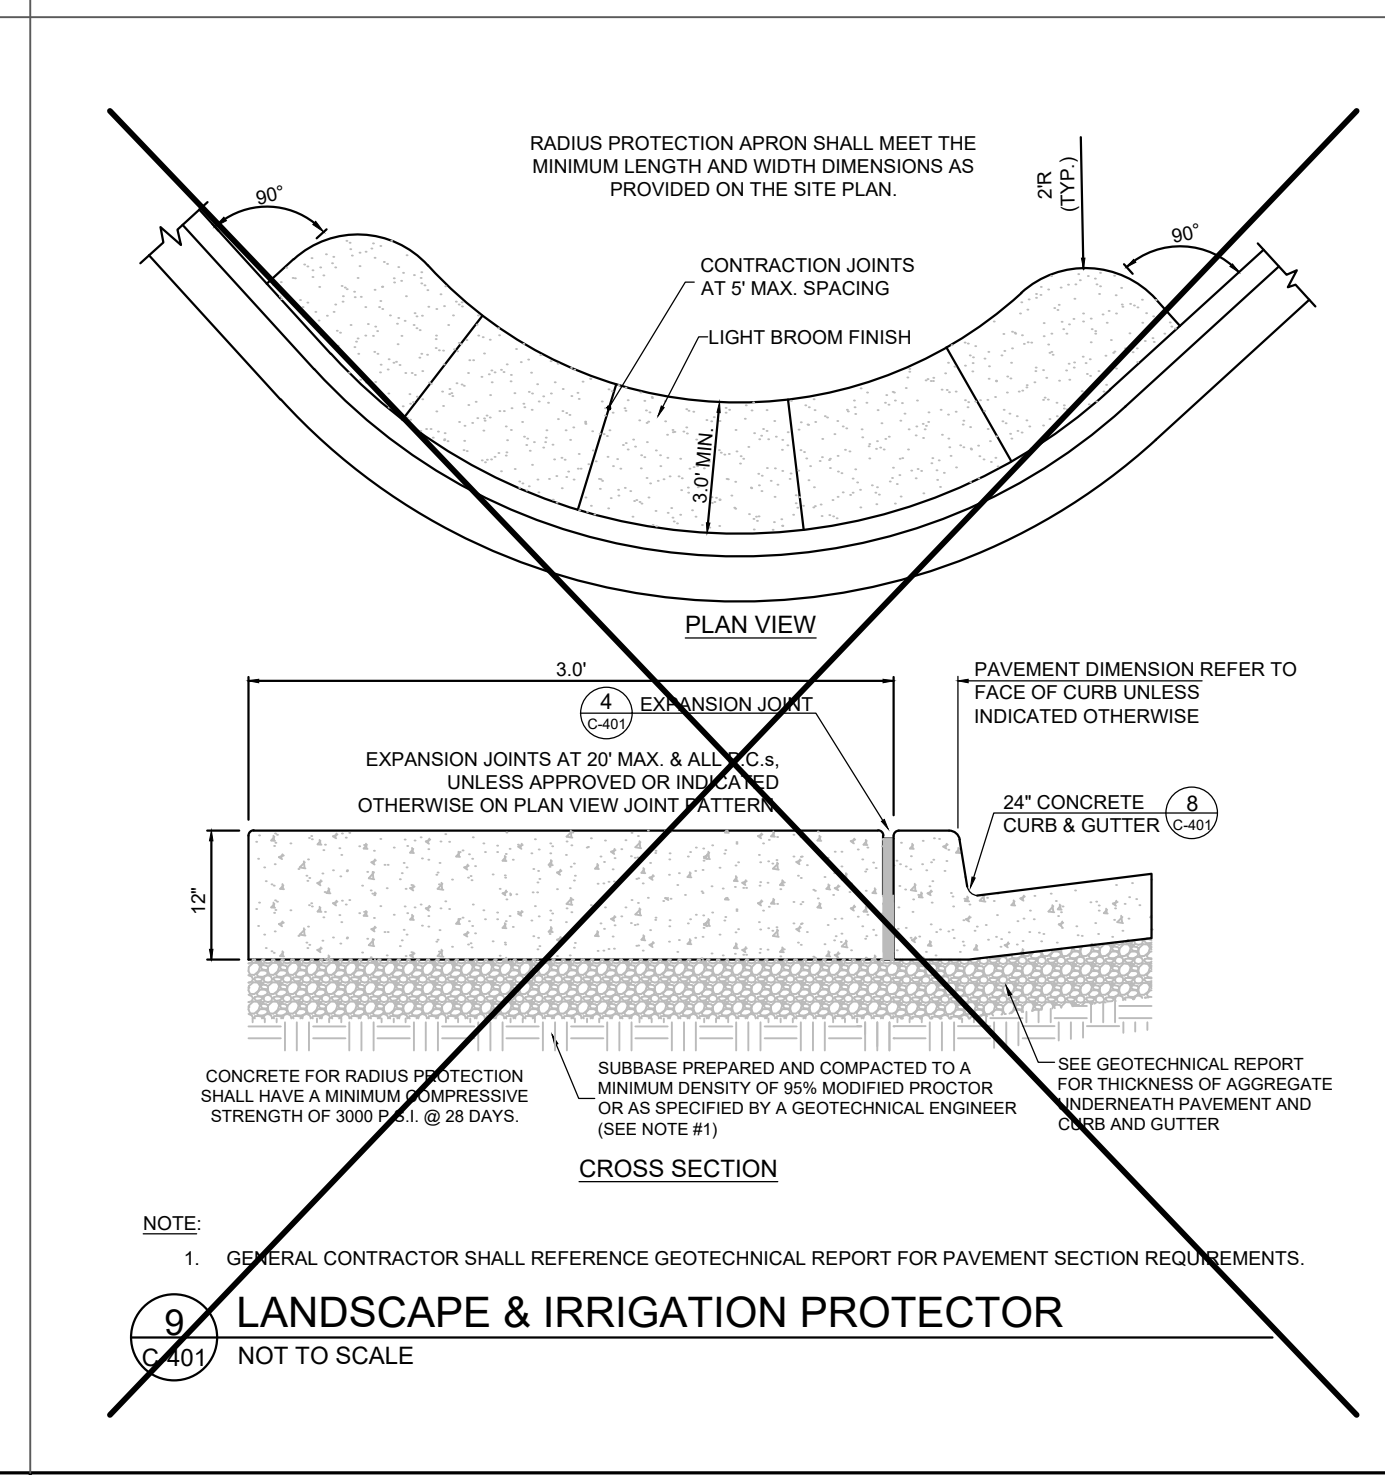 RADIUS PROTECTION APRON SHALL MEET THE
MINIMUM LENGTH AND WIDTH DIMENSIONS AS
PROVIDED ON THE SITE PLAN.
90°
2'R
(TYP.)
90°
CONTRACTION JOINTS
AT 5' MAX. SPACING
LIGHT BROOM FINISH
3.0' MIN.
PLAN VIEW
3.0'
PAVEMENT DIMENSION REFER TO
FACE OF CURB UNLESS
INDICATED OTHERWISE
4
C-401
EXPANSION JOINT
EXPANSION JOINTS AT 20' MAX. & ALL P.C.s,
UNLESS APPROVED OR INDICATED
OTHERWISE ON PLAN VIEW JOINT PATTERN.
24" CONCRETE
CURB & GUTTER
8
C-401
12"
CONCRETE FOR RADIUS PROTECTION
SHALL HAVE A MINIMUM COMPRESSIVE
STRENGTH OF 3000 P.S.I. @ 28 DAYS.
SUBBASE PREPARED AND COMPACTED TO A
MINIMUM DENSITY OF 95% MODIFIED PROCTOR
OR AS SPECIFIED BY A GEOTECHNICAL ENGINEER
(SEE NOTE #1)
SEE GEOTECHNICAL REPORT
FOR THICKNESS OF AGGREGATE
UNDERNEATH PAVEMENT AND
CURB AND GUTTER
CROSS SECTION
NOTE:
1. GENERAL CONTRACTOR SHALL REFERENCE GEOTECHNICAL REPORT FOR PAVEMENT SECTION REQUIREMENTS.
9
C-401
LANDSCAPE & IRRIGATION PROTECTOR
NOT TO SCALE